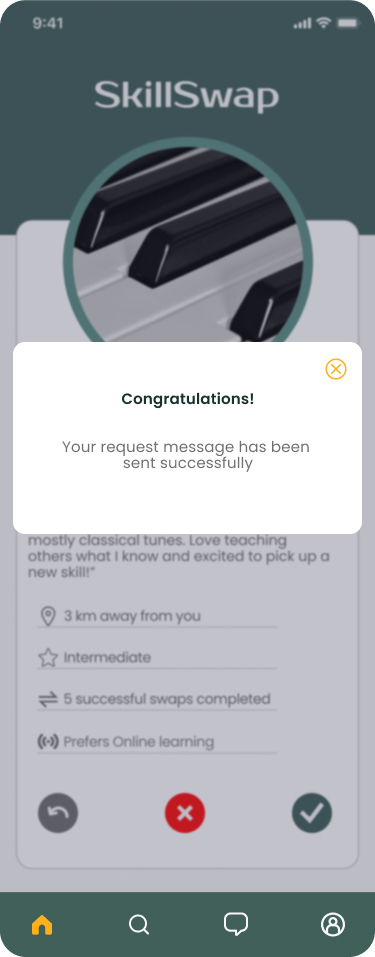 9:41
SkillSwap
Congratulations!
Your request message has been
sent successfully
mostly classical tunes. Love teaching
others what I know and excited to pick up a
new skill!”
3 km away from you
Intermediate
5 successful swaps completed
Prefers Online learning